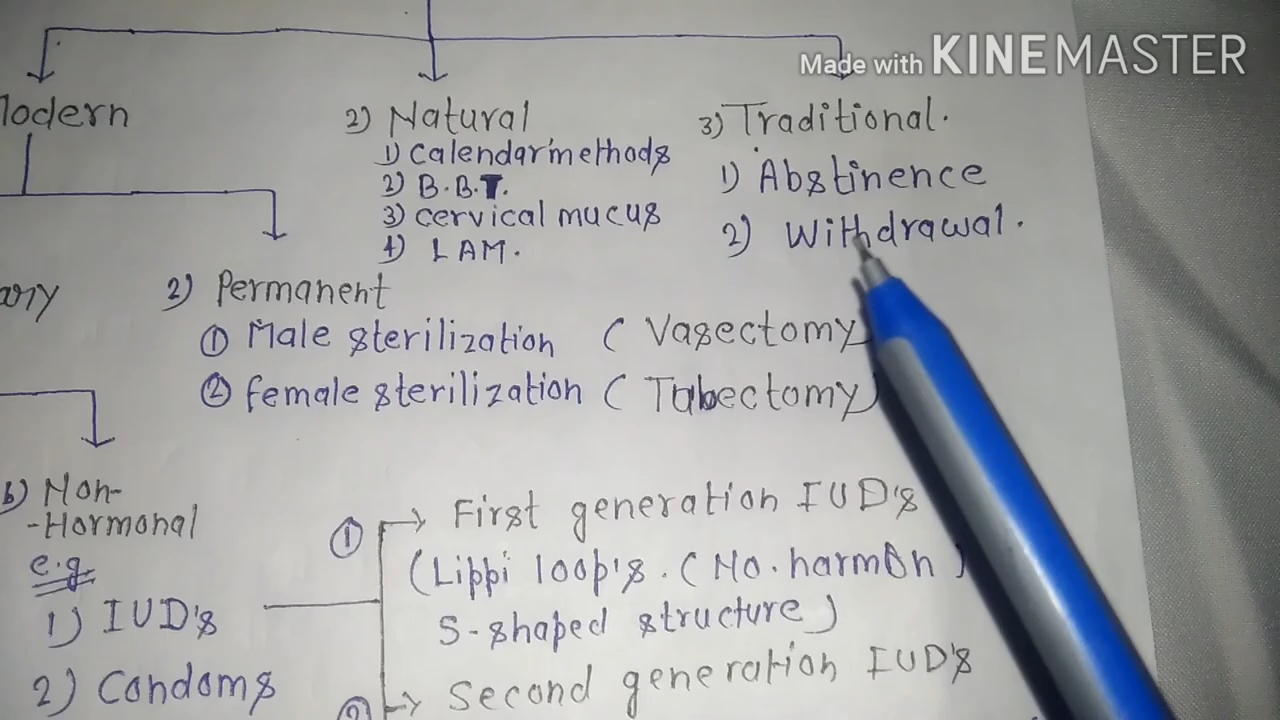 Made with KINEMASTER
Modern
2) Natural
1) Calendar methods
2) B.B.T.
3) cervical mucus
4) LAM.
3) Traditional.
1) Abstinence
2) Withdrawal.
2) Permanent
① Male sterilization ( Vasectomy )
② female sterilization ( Tubectomy )
b) Non-
-Hormonal
e.g
1) IUD's
2) Condoms
① → First generation IUD's
(Lippi loop's. ( No. harmon )
S-shaped structure)
② → Second generation IUD's